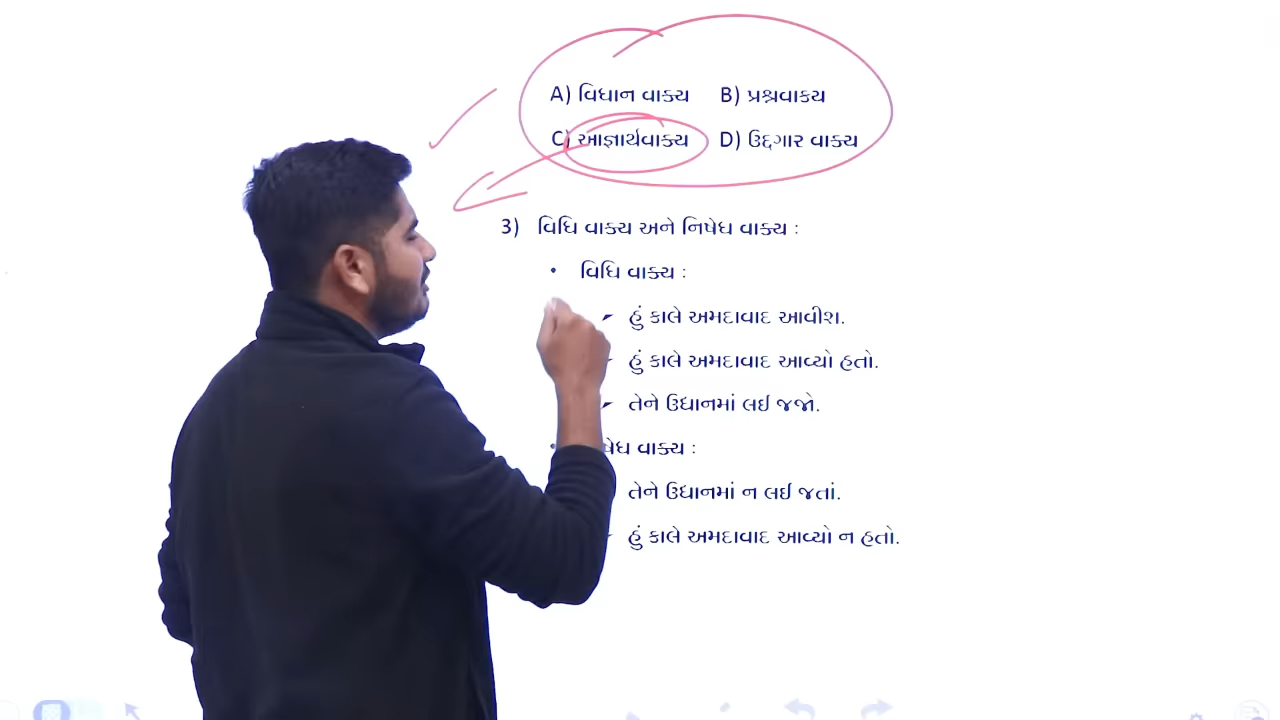 A) વિધાન વાક્ય B) પ્રશ્નવાક્ય
C) આજ્ઞાર્થવાક્ય D) ઉદ્દગાર વાક્ય
3) વિધિ વાક્ય અને નિષેધ વાક્ય :
• વિધિ વાક્ય :
હું કાલે અમદાવાદ આવીશ.
હું કાલે અમદાવાદ આવ્યો હતો.
તેને ઉધાનમાં લઈ જજો.
વાક્ય :
તેને ઉધાનમાં ન લઈ જતાં.
હું કાલે અમદાવાદ આવ્યો ન હતો.